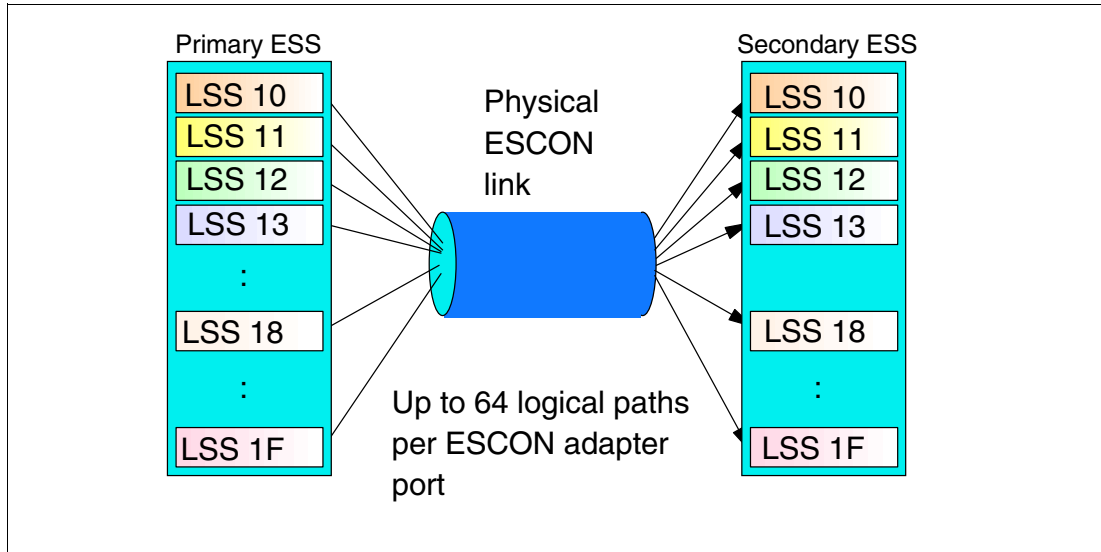 Primary ESS
LSS 10
LSS 11
LSS 12
LSS 13
:
LSS 18
:
LSS 1F
Physical
ESCON
link
Up to 64 logical paths
per ESCON adapter
port
Secondary ESS
LSS 10
LSS 11
LSS 12
LSS 13
LSS 18
:
LSS 1F